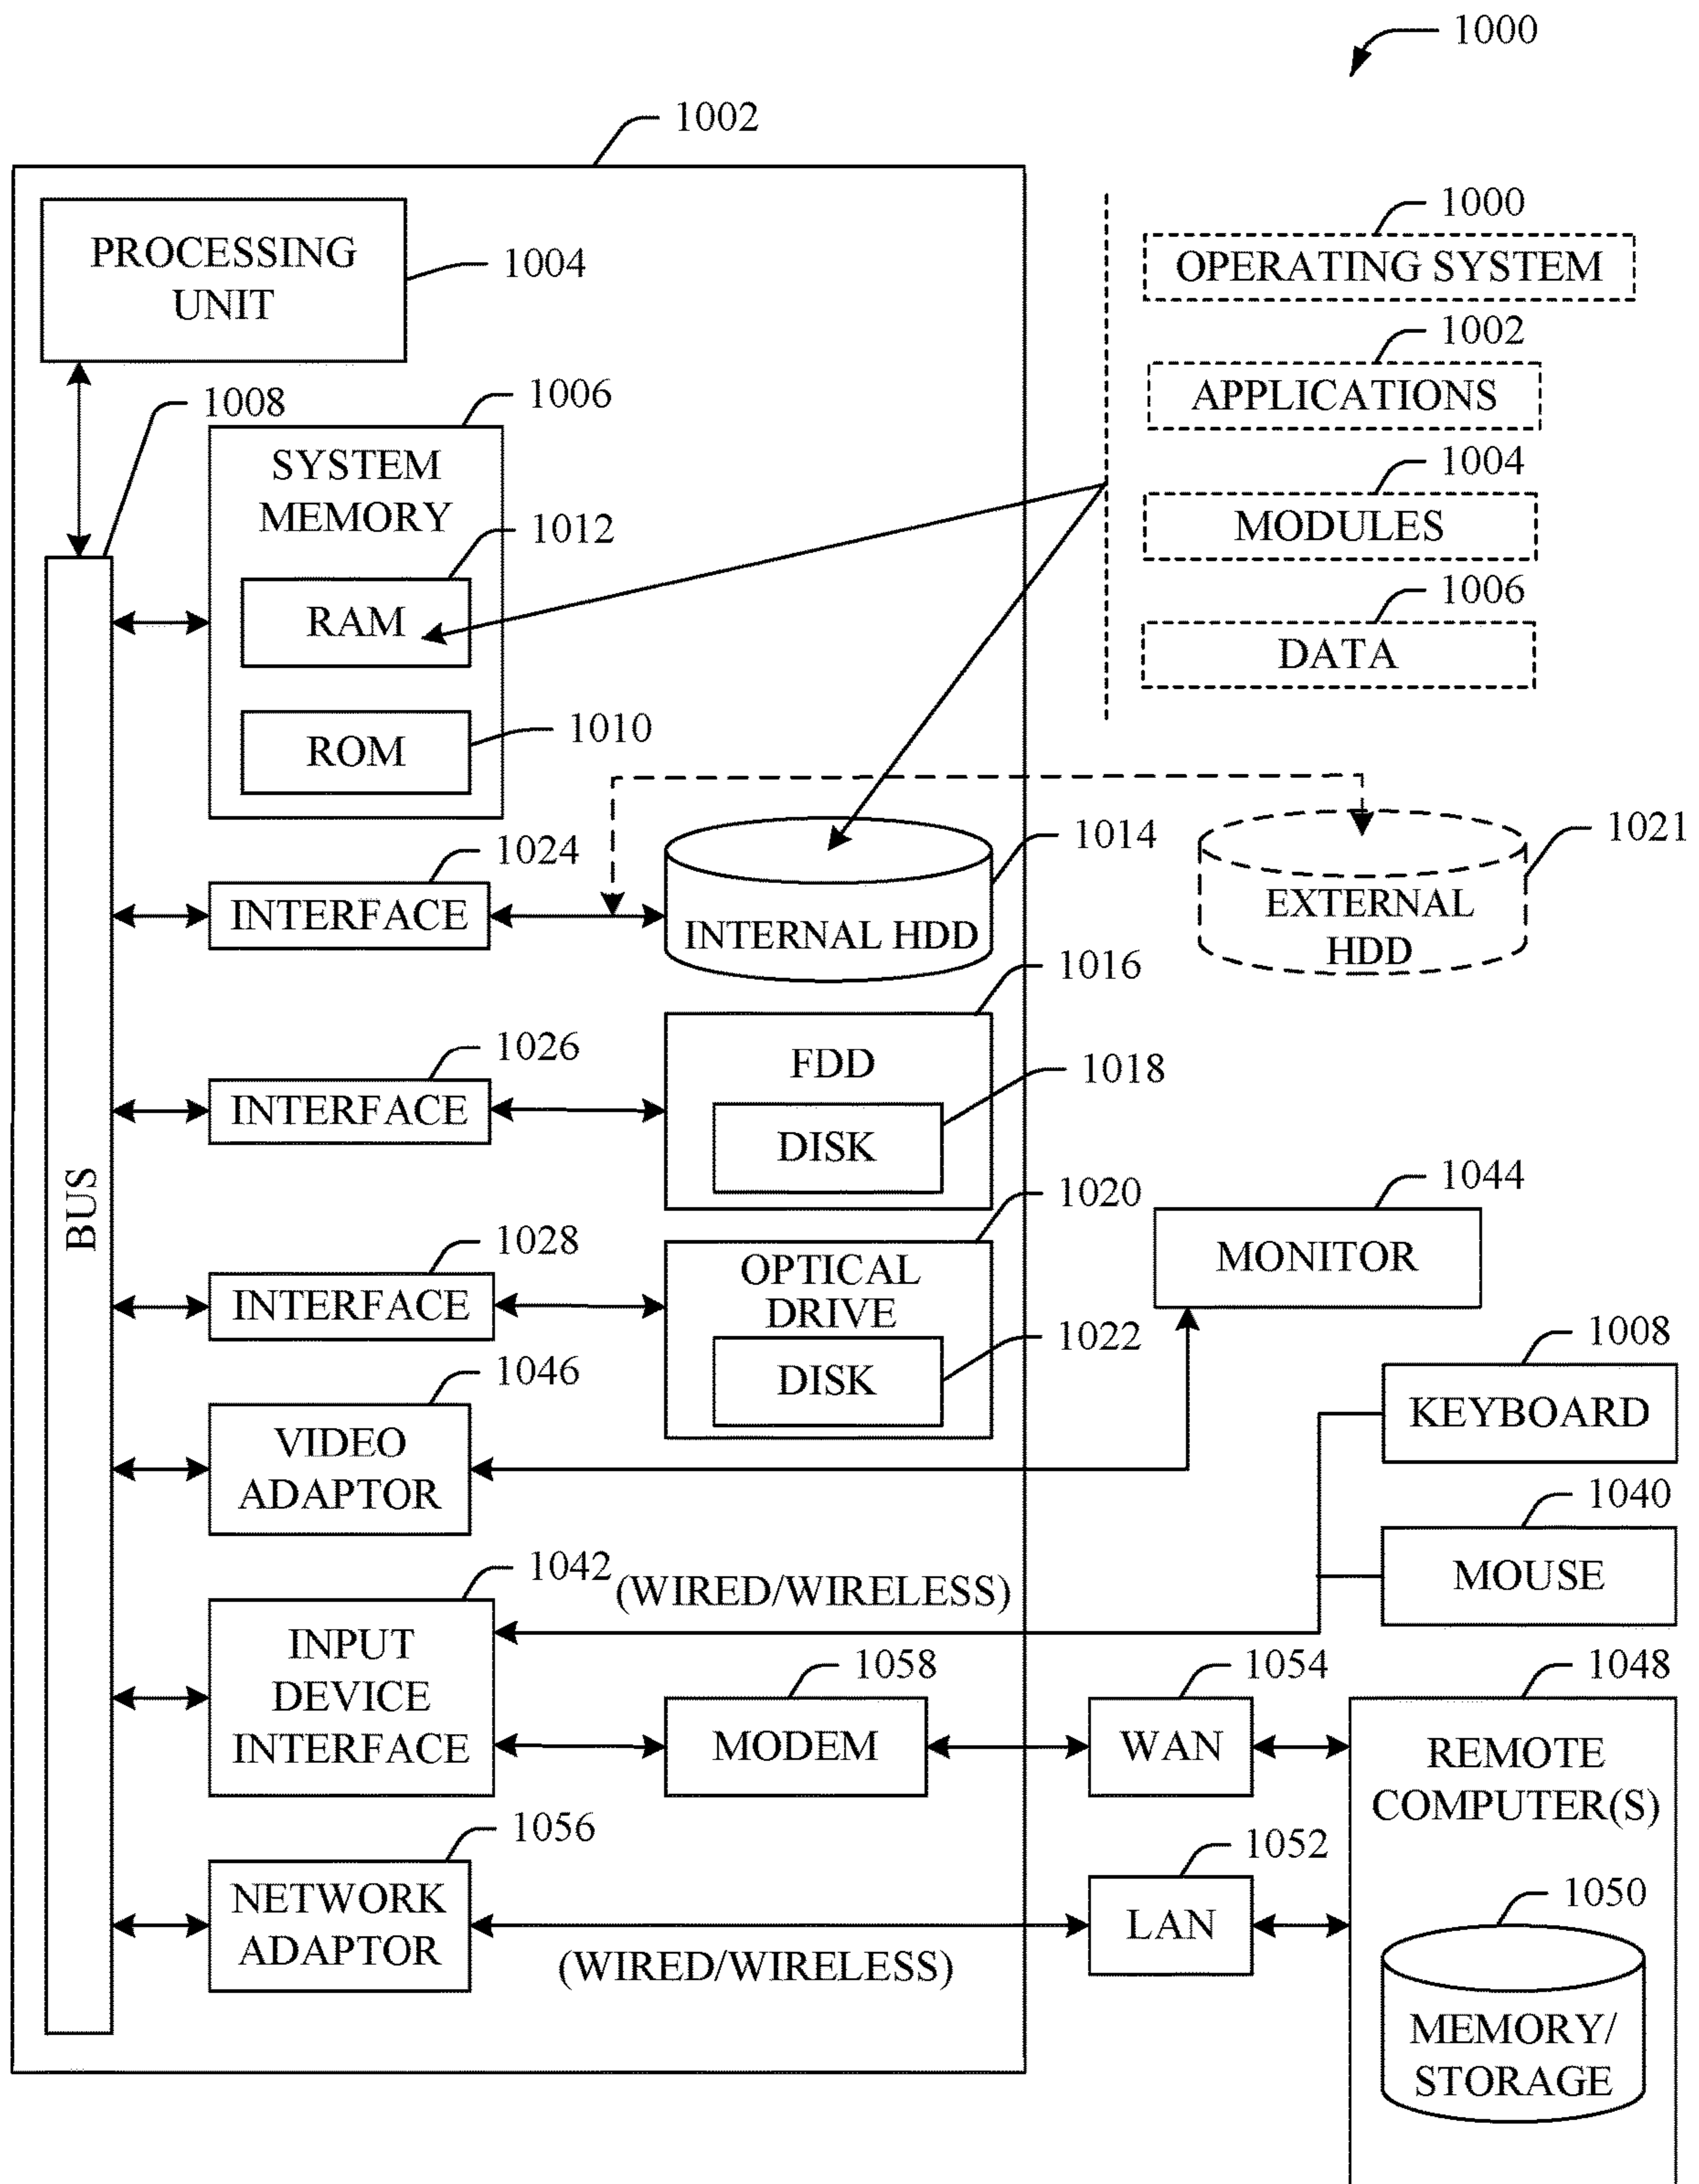 1000
1002
PROCESSING
UNIT
1004
1000
OPERATING SYSTEM
1002
APPLICATIONS
1004
MODULES
1006
DATA
1008
1006
SYSTEM
MEMORY
1012
RAM
1010
ROM
BUS
1024
INTERFACE
1014
INTERNAL HDD
1021
EXTERNAL
HDD
1026
INTERFACE
1016
FDD
1018
DISK
1028
INTERFACE
1020
OPTICAL
DRIVE
1022
DISK
1044
MONITOR
1046
VIDEO
ADAPTOR
1008
KEYBOARD
1040
MOUSE
1042
(WIRED/WIRELESS)
INPUT
DEVICE
INTERFACE
1058
MODEM
1054
WAN
1048
REMOTE
COMPUTER(S)
1056
NETWORK
ADAPTOR
(WIRED/WIRELESS)
1052
LAN
1050
MEMORY/
STORAGE